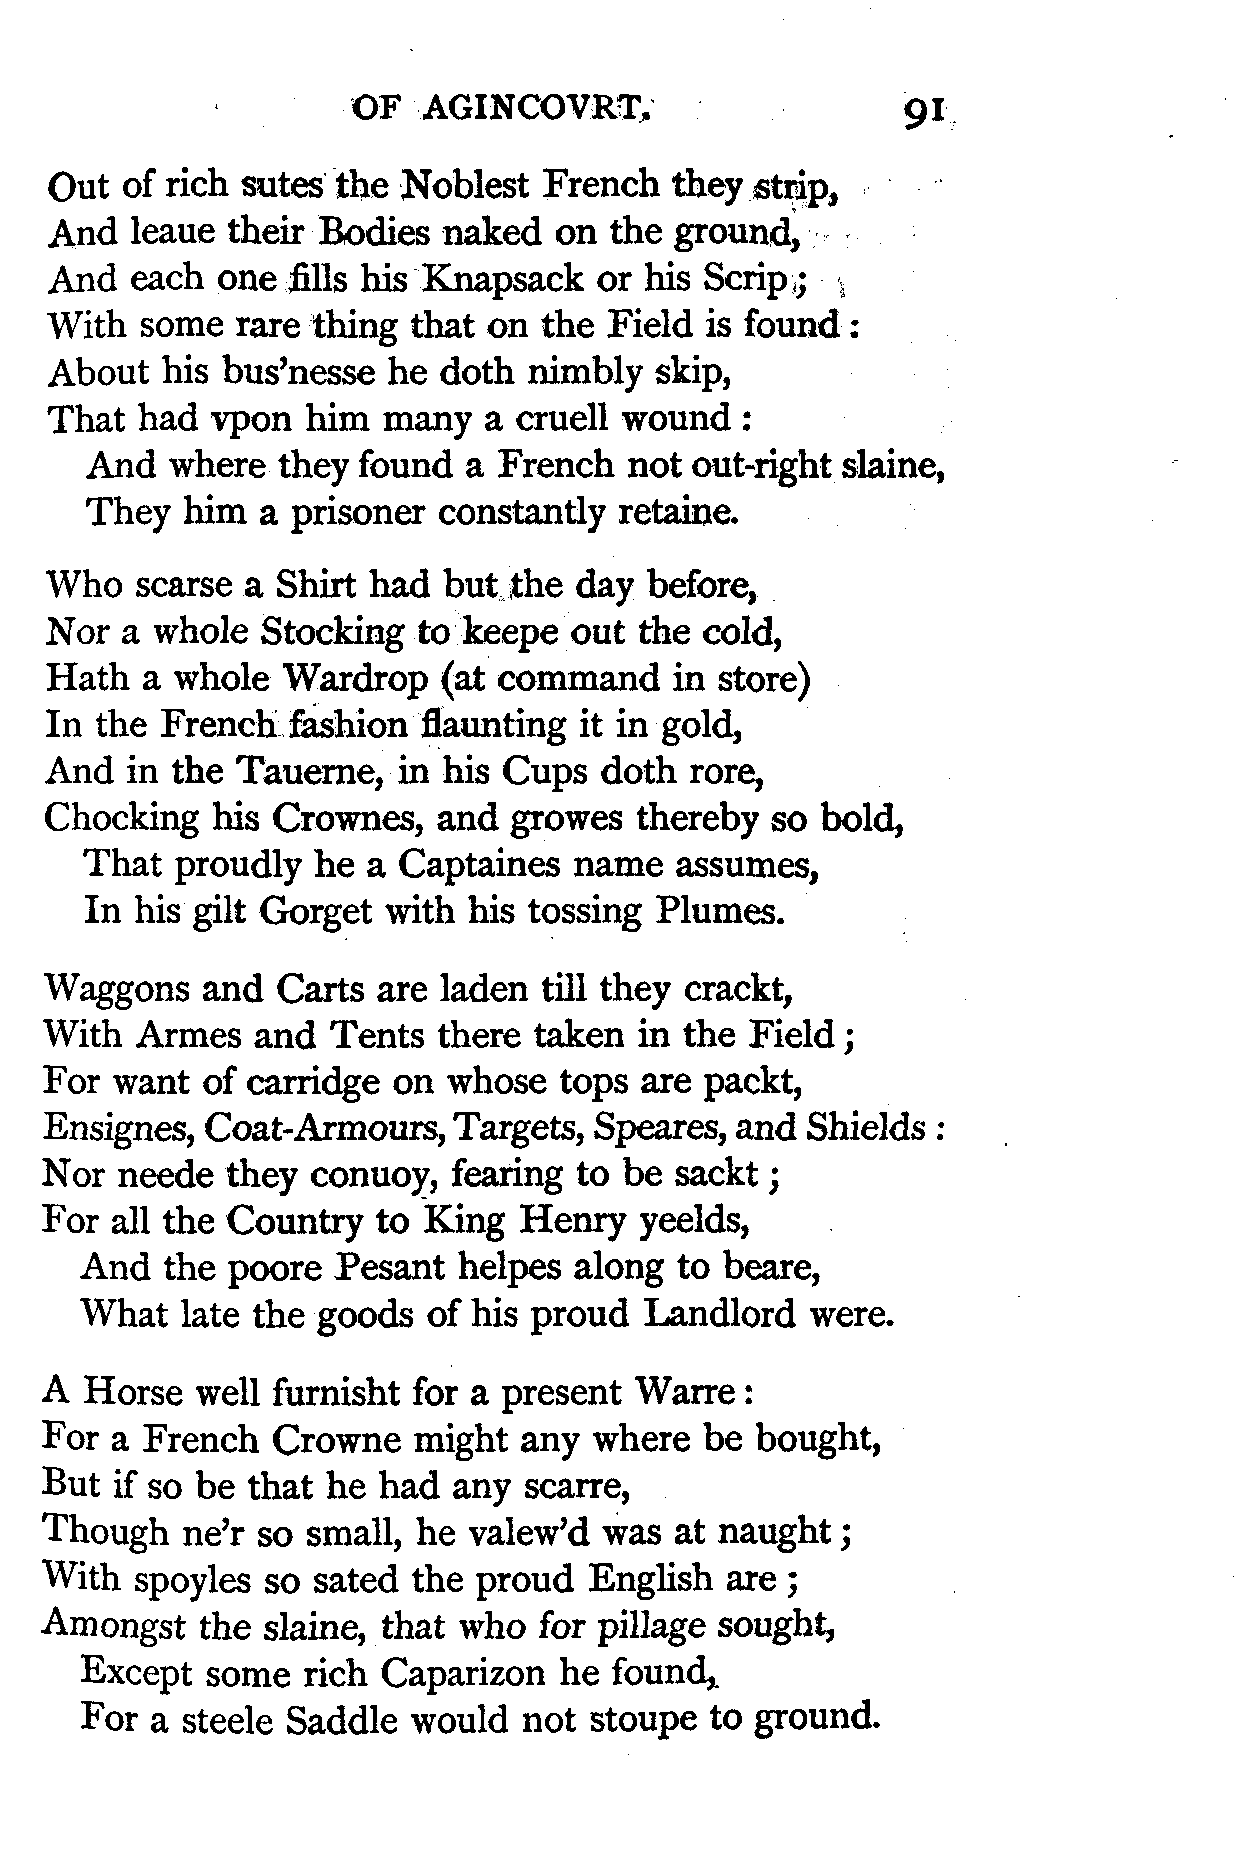 OF AGINCOVRT. 91
Out of rich sutes the Noblest French they strip,
And leaue their Bodies naked on the ground,
And each one fills his Knapsack or his Scrip;
With some rare thing that on the Field is found :
About his bus'nesse he doth nimbly skip,
That had vpon him many a cruell wound :
And where they found a French not out-right slaine,
They him a prisoner constantly retaine.
Who scarse a Shirt had but the day before,
Nor a whole Stocking to keepe out the cold,
Hath a whole Wardrop (at command in store)
In the French fashion flaunting it in gold,
And in the Tauerne, in his Cups doth rore,
Chocking his Crownes, and growes thereby so bold,
That proudly he a Captaines name assumes,
In his gilt Gorget with his tossing Plumes.
Waggons and Carts are laden till they crackt,
With Armes and Tents there taken in the Field ;
For want of carridge on whose tops are packt,
Ensignes, Coat-Armours, Targets, Speares, and Shields :
Nor neede they conuoy, fearing to be sackt ;
For all the Country to King Henry yeelds,
And the poore Pesant helpes along to beare,
What late the goods of his proud Landlord were.
A Horse well furnisht for a present Warre :
For a French Crowne might any where be bought,
But if so be that he had any scarre,
Though ne'r so small, he valew'd was at naught ;
With spoyles so sated the proud English are ;
Amongst the slaine, that who for pillage sought,
Except some rich Caparizon he found,
For a steele Saddle would not stoupe to ground.